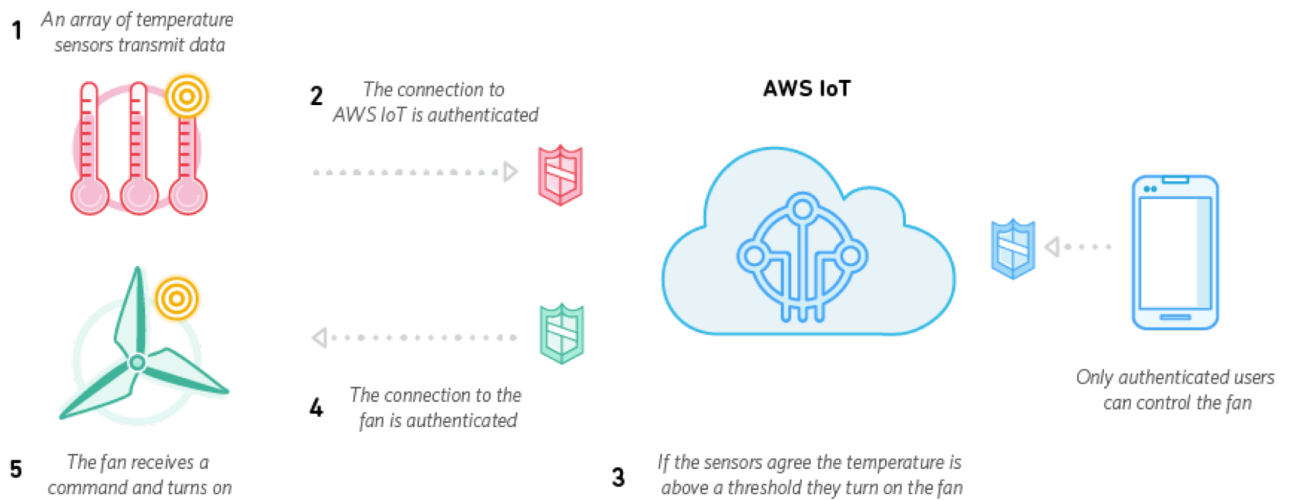 1
An array of temperature
sensors transmit data
2
The connection to
AWS IoT is authenticated
AWS IoT
Only authenticated users
can control the fan
4
The connection to the
fan is authenticated
5
The fan receives a
command and turns on
3
If the sensors agree the temperature is
above a threshold they turn on the fan